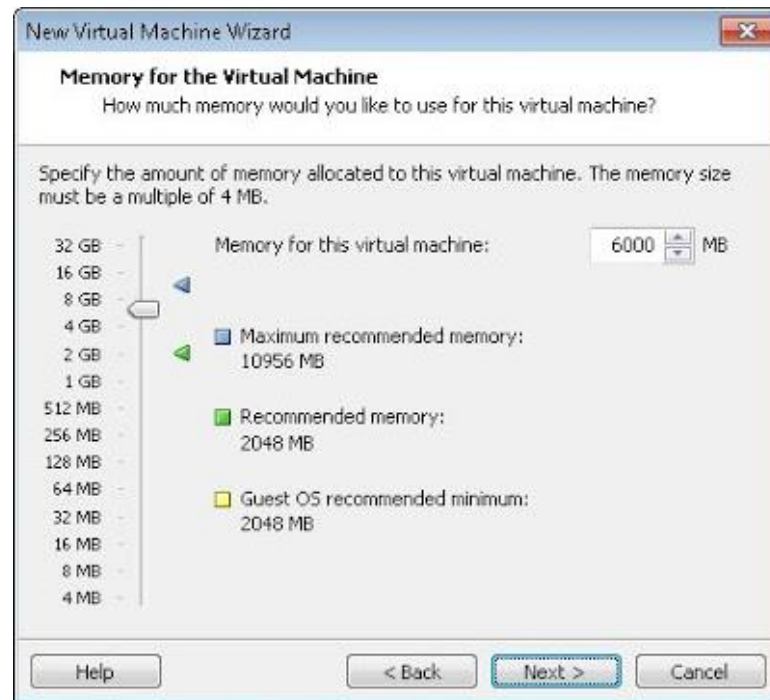 New Virtual Machine Wizard
Memory for the Virtual Machine
How much memory would you like to use for this virtual machine?
Specify the amount of memory allocated to this virtual machine. The memory size
must be a multiple of 4 MB.
Memory for this virtual machine: 6000 MB
32 GB
16 GB
8 GB
4 GB
2 GB
1 GB
512 MB
256 MB
128 MB
64 MB
32 MB
16 MB
8 MB
4 MB
Maximum recommended memory:
10956 MB
Recommended memory:
2048 MB
Guest OS recommended minimum:
2048 MB
Help
< Back
Next >
Cancel